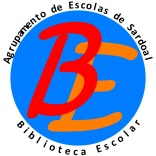 Agrupamento de Escolas de Sardoal
BE
Biblioteca Escolar